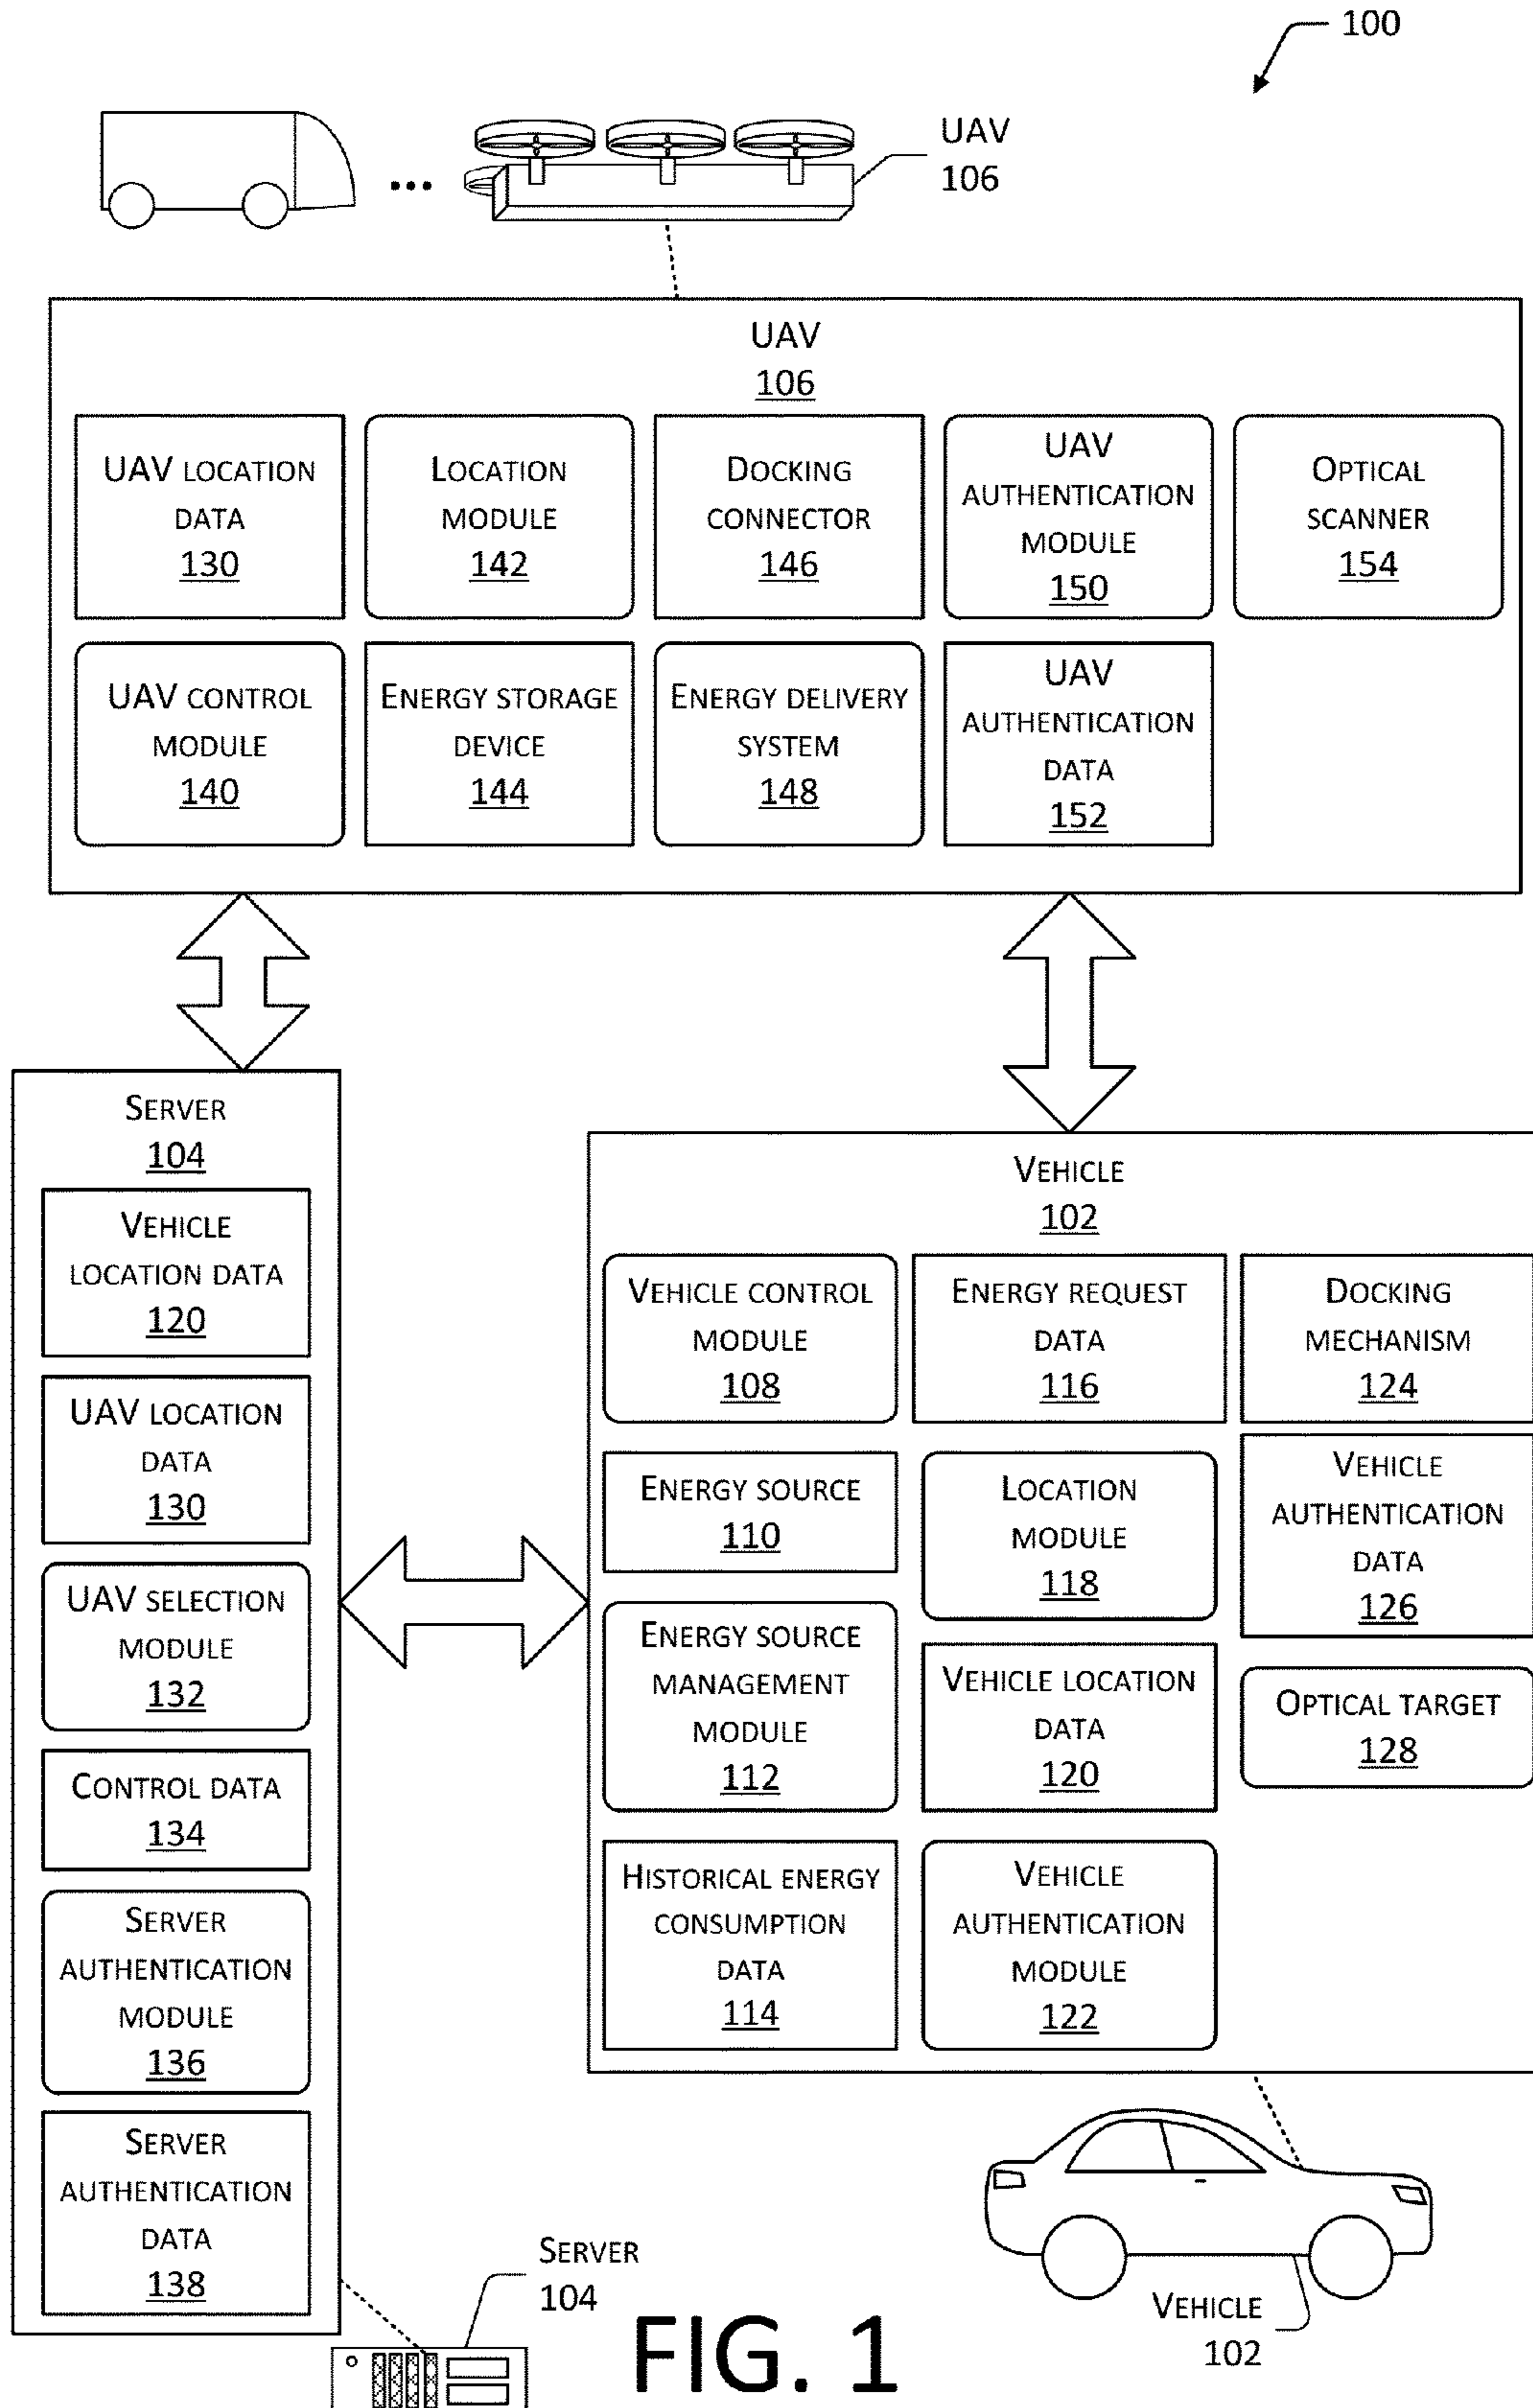 100
UAV
106
UAV
106
UAV LOCATION
DATA
130
LOCATION
MODULE
142
DOCKING
CONNECTOR
146
UAV
AUTHENTICATION
MODULE
150
OPTICAL
SCANNER
154
UAV CONTROL
MODULE
140
ENERGY STORAGE
DEVICE
144
ENERGY DELIVERY
SYSTEM
148
UAV
AUTHENTICATION
DATA
152
SERVER
104
VEHICLE
LOCATION DATA
120
UAV LOCATION
DATA
130
UAV SELECTION
MODULE
132
CONTROL DATA
134
SERVER
AUTHENTICATION
MODULE
136
SERVER
AUTHENTICATION
DATA
138
VEHICLE
102
VEHICLE CONTROL
MODULE
108
ENERGY REQUEST
DATA
116
DOCKING
MECHANISM
124
ENERGY SOURCE
110
LOCATION
MODULE
118
VEHICLE
AUTHENTICATION
DATA
126
ENERGY SOURCE
MANAGEMENT
MODULE
112
VEHICLE LOCATION
DATA
120
OPTICAL TARGET
128
HISTORICAL ENERGY
CONSUMPTION
DATA
114
VEHICLE
AUTHENTICATION
MODULE
122
SERVER
104
VEHICLE
102
FIG. 1